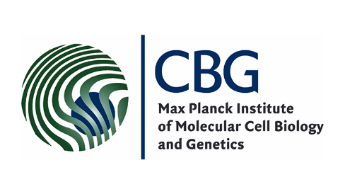 CBG
Max Planck Institute
of Molecular Cell Biology
and Genetics